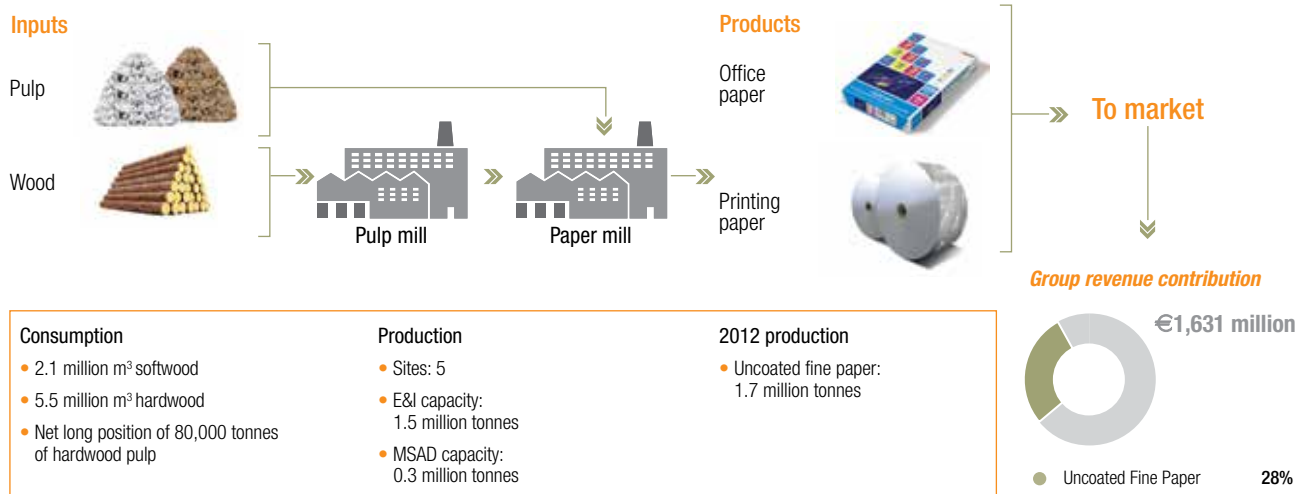 Inputs
Pulp
Wood
Pulp mill
Paper mill
Products
Office
paper
Printing
paper
To market
Group revenue contribution
€1,631 million
Uncoated Fine Paper 28%
Consumption
• 2.1 million m³ softwood
• 5.5 million m³ hardwood
• Net long position of 80,000 tonnes
of hardwood pulp
Production
• Sites: 5
• E&I capacity:
1.5 million tonnes
• MSAD capacity:
0.3 million tonnes
2012 production
• Uncoated fine paper:
1.7 million tonnes